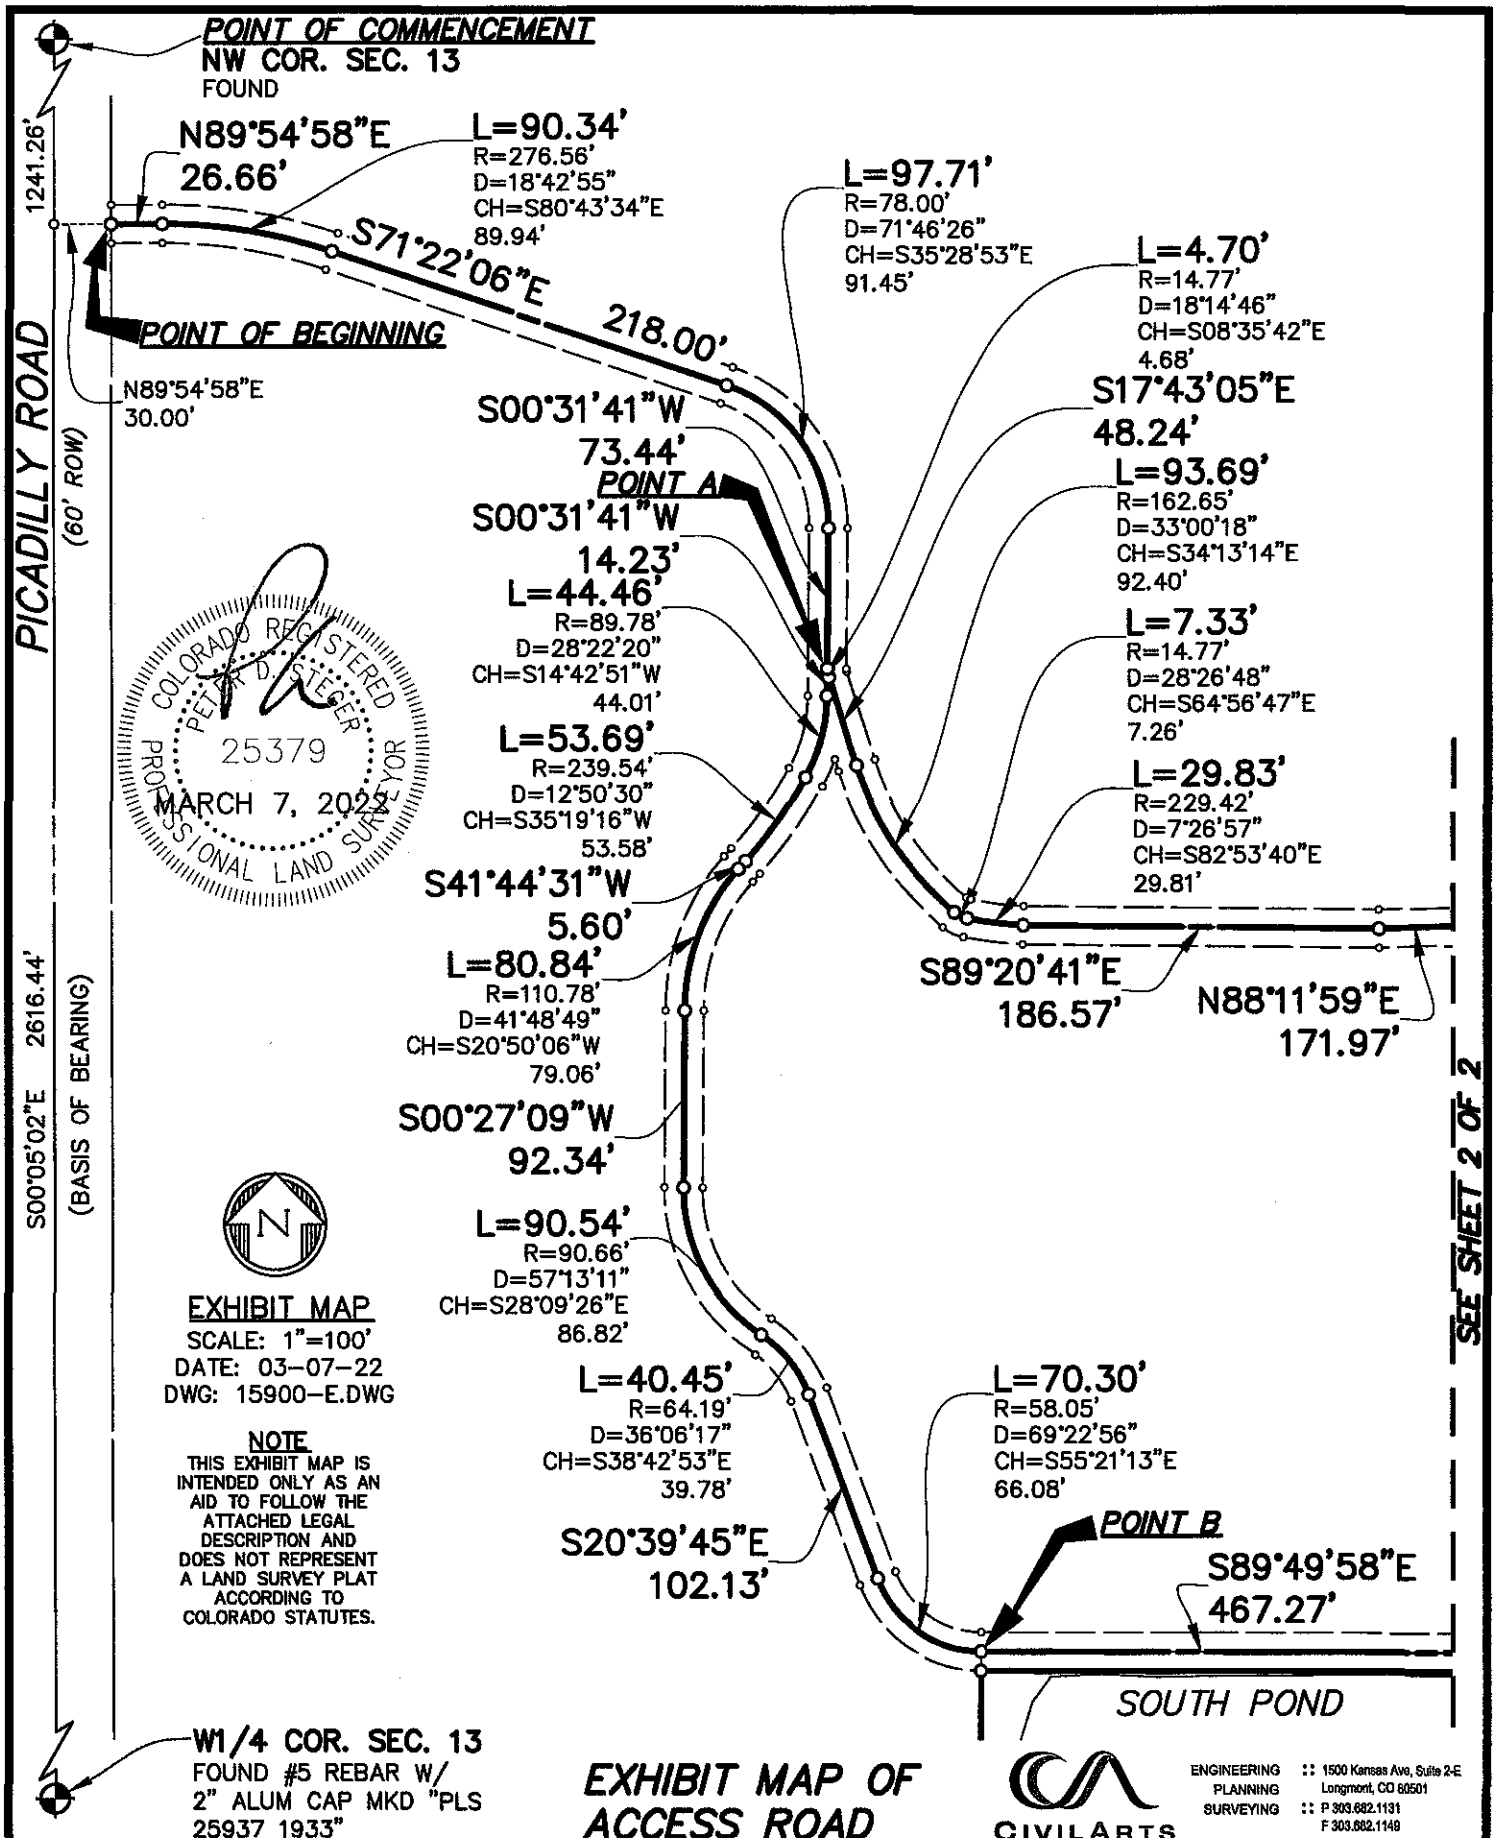 POINT OF COMMENCEMENT
NW COR. SEC. 13
FOUND
1241.26'
N89°54'58"E
26.66'
L=90.34'
R=276.56'
D=18°42'55"
CH=S80°43'34"E
89.94'
S71°22'06"E
218.00'
L=97.71'
R=78.00'
D=71°46'26"
CH=S35°28'53"E
91.45'
L=4.70'
R=14.77'
D=18°14'46"
CH=S08°35'42"E
4.68'
POINT OF BEGINNING
N89°54'58"E
30.00'
PICADILLY ROAD
(60' ROW)
S00°31'41"W
73.44'
POINT A
S00°31'41"W
14.23'
S17°43'05"E
48.24'
L=93.69'
R=162.65'
D=33°00'18"
CH=S34°13'14"E
92.40'
L=44.46'
R=89.78'
D=28°22'20"
CH=S14°42'51"W
44.01'
L=7.33'
R=14.77'
D=28°26'48"
CH=S64°56'47"E
7.26'
COLORADO REGISTERED
PETER D. STEGER
25379
MARCH 7, 2022
PROFESSIONAL LAND SURVEYOR
L=53.69'
R=239.54'
D=12°50'30"
CH=S35°19'16"W
53.58'
L=29.83'
R=229.42'
D=7°26'57"
CH=S82°53'40"E
29.81'
S41°44'31"W
5.60'
L=80.84'
R=110.78'
D=41°48'49"
CH=S20°50'06"W
79.06'
S89°20'41"E
186.57'
N88°11'59"E
171.97'
S00°05'02"E 2616.44'
(BASIS OF BEARING)
S00°27'09"W
92.34'
SEE SHEET 2 OF 2
N
EXHIBIT MAP
SCALE: 1"=100'
DATE: 03-07-22
DWG: 15900-E.DWG
L=90.54'
R=90.66'
D=57°13'11"
CH=S28°09'26"E
86.82'
NOTE
THIS EXHIBIT MAP IS
INTENDED ONLY AS AN
AID TO FOLLOW THE
ATTACHED LEGAL
DESCRIPTION AND
DOES NOT REPRESENT
A LAND SURVEY PLAT
ACCORDING TO
COLORADO STATUTES.
L=40.45'
R=64.19'
D=36°06'17"
CH=S38°42'53"E
39.78'
L=70.30'
R=58.05'
D=69°22'56"
CH=S55°21'13"E
66.08'
S20°39'45"E
102.13'
POINT B
S89°49'58"E
467.27'
SOUTH POND
W1/4 COR. SEC. 13
FOUND #5 REBAR W/
2" ALUM CAP MKD "PLS
25937 1933"
EXHIBIT MAP OF
ACCESS ROAD
CIVILARTS
ENGINEERING :: 1500 Kansas Ave, Suite 2-E
PLANNING Longmont, CO 80501
SURVEYING :: P 303.682.1131
F 303.682.1149